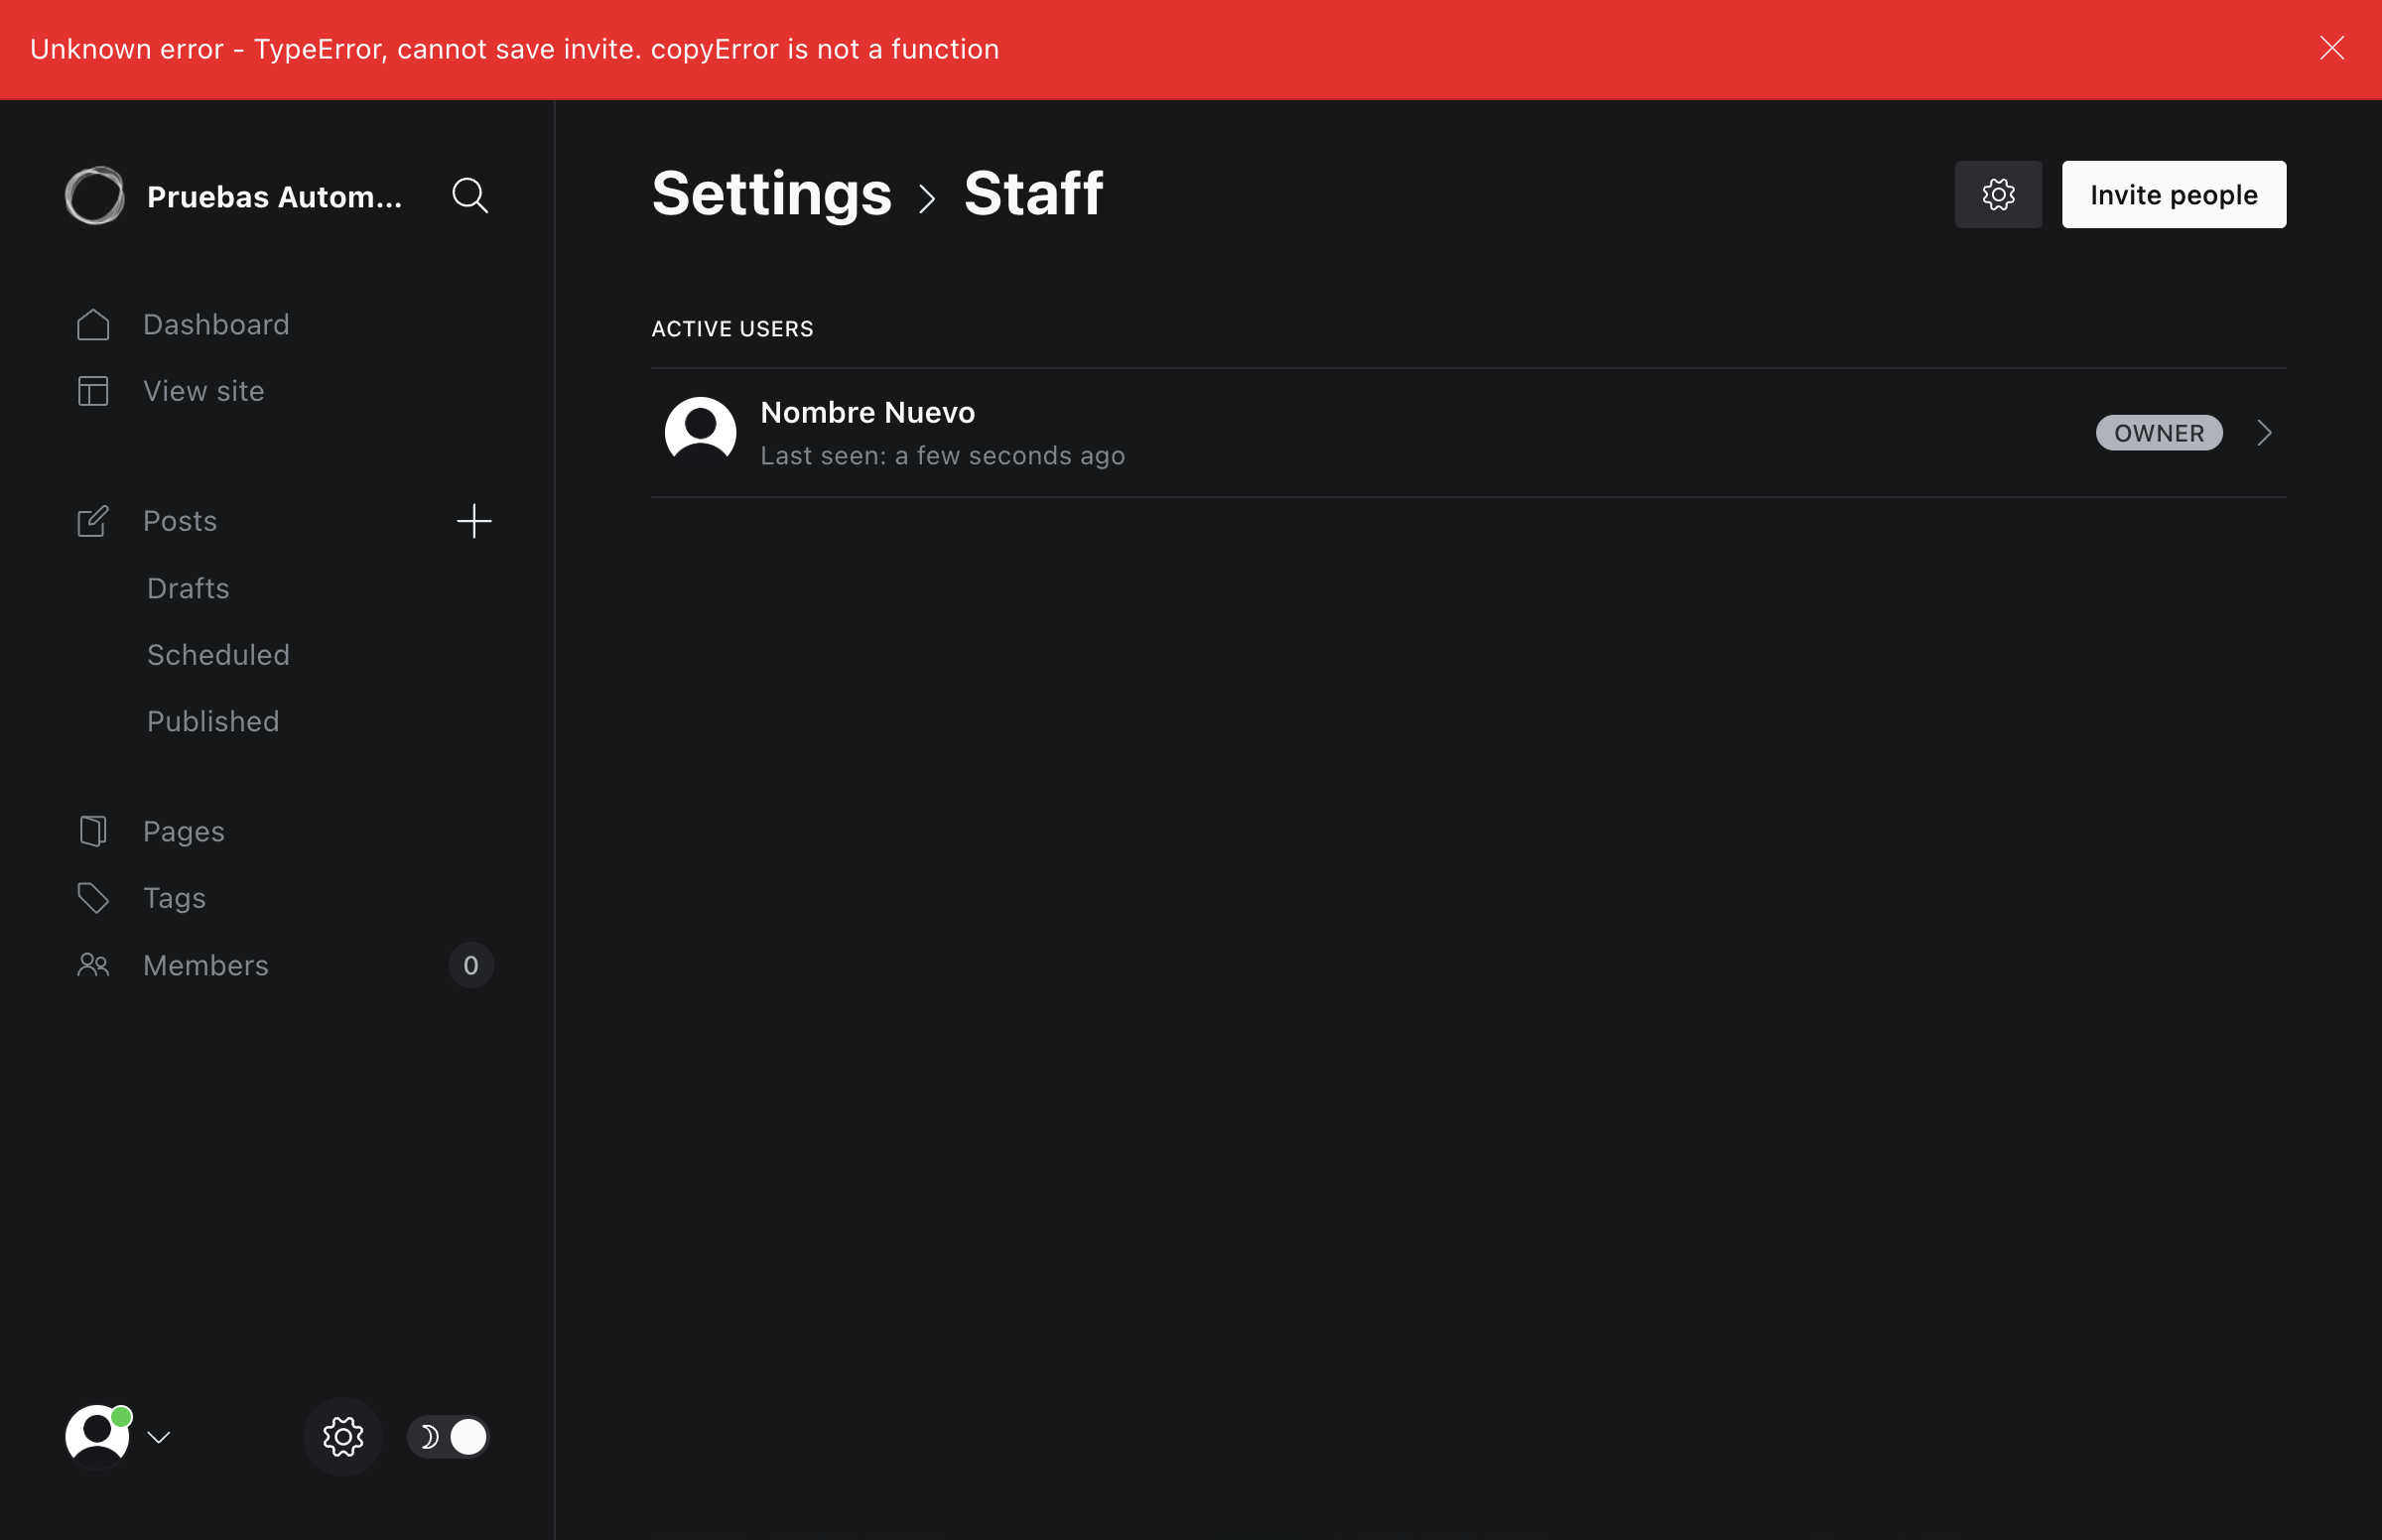 Unknown error - TypeError, cannot save invite. copyError is not a function
Pruebas Autom...
Dashboard
View site
Posts
Drafts
Scheduled
Published
Pages
Tags
Members 0
Settings > Staff
Invite people
ACTIVE USERS
Nombre Nuevo
Last seen: a few seconds ago
OWNER